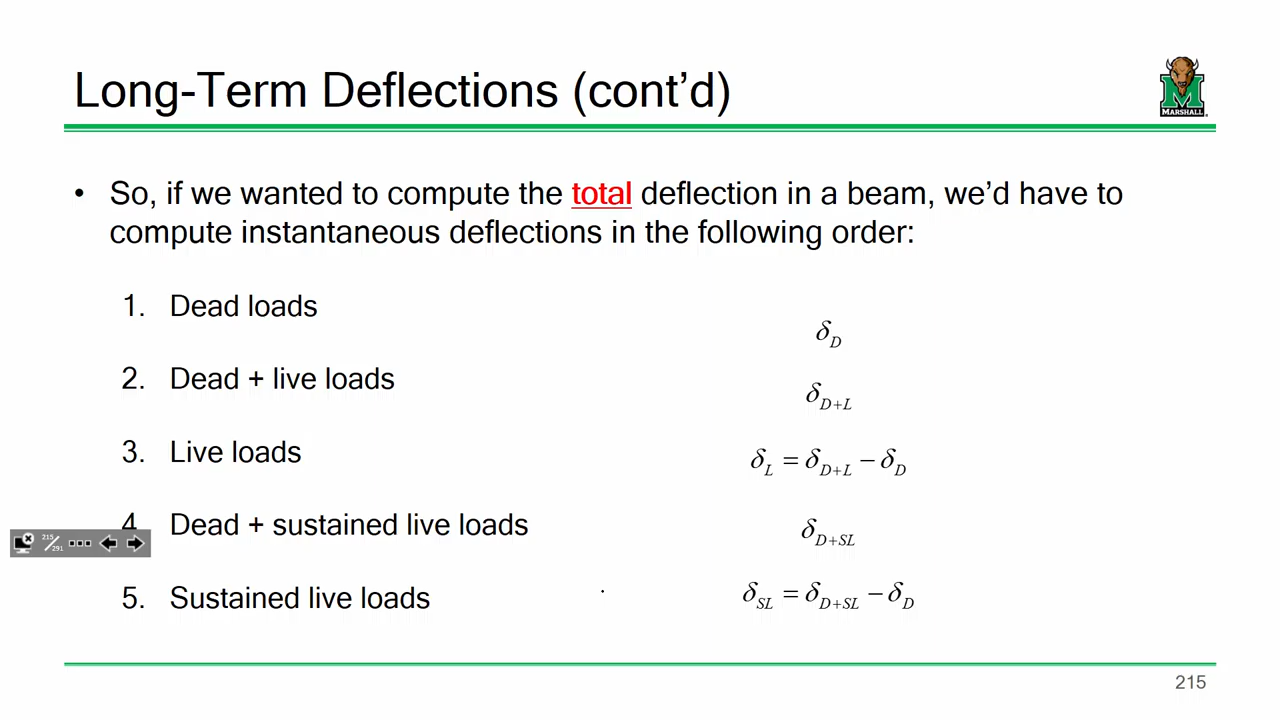 Long-Term Deflections (cont’d)
MARSHALL
• So, if we wanted to compute the total deflection in a beam, we’d have to
compute instantaneous deflections in the following order:
1. Dead loads
δ_D
2. Dead + live loads
δ_{D+L}
3. Live loads
δ_L = δ_{D+L} − δ_D
4. Dead + sustained live loads
δ_{D+SL}
215/291
5. Sustained live loads
δ_{SL} = δ_{D+SL} − δ_D
215